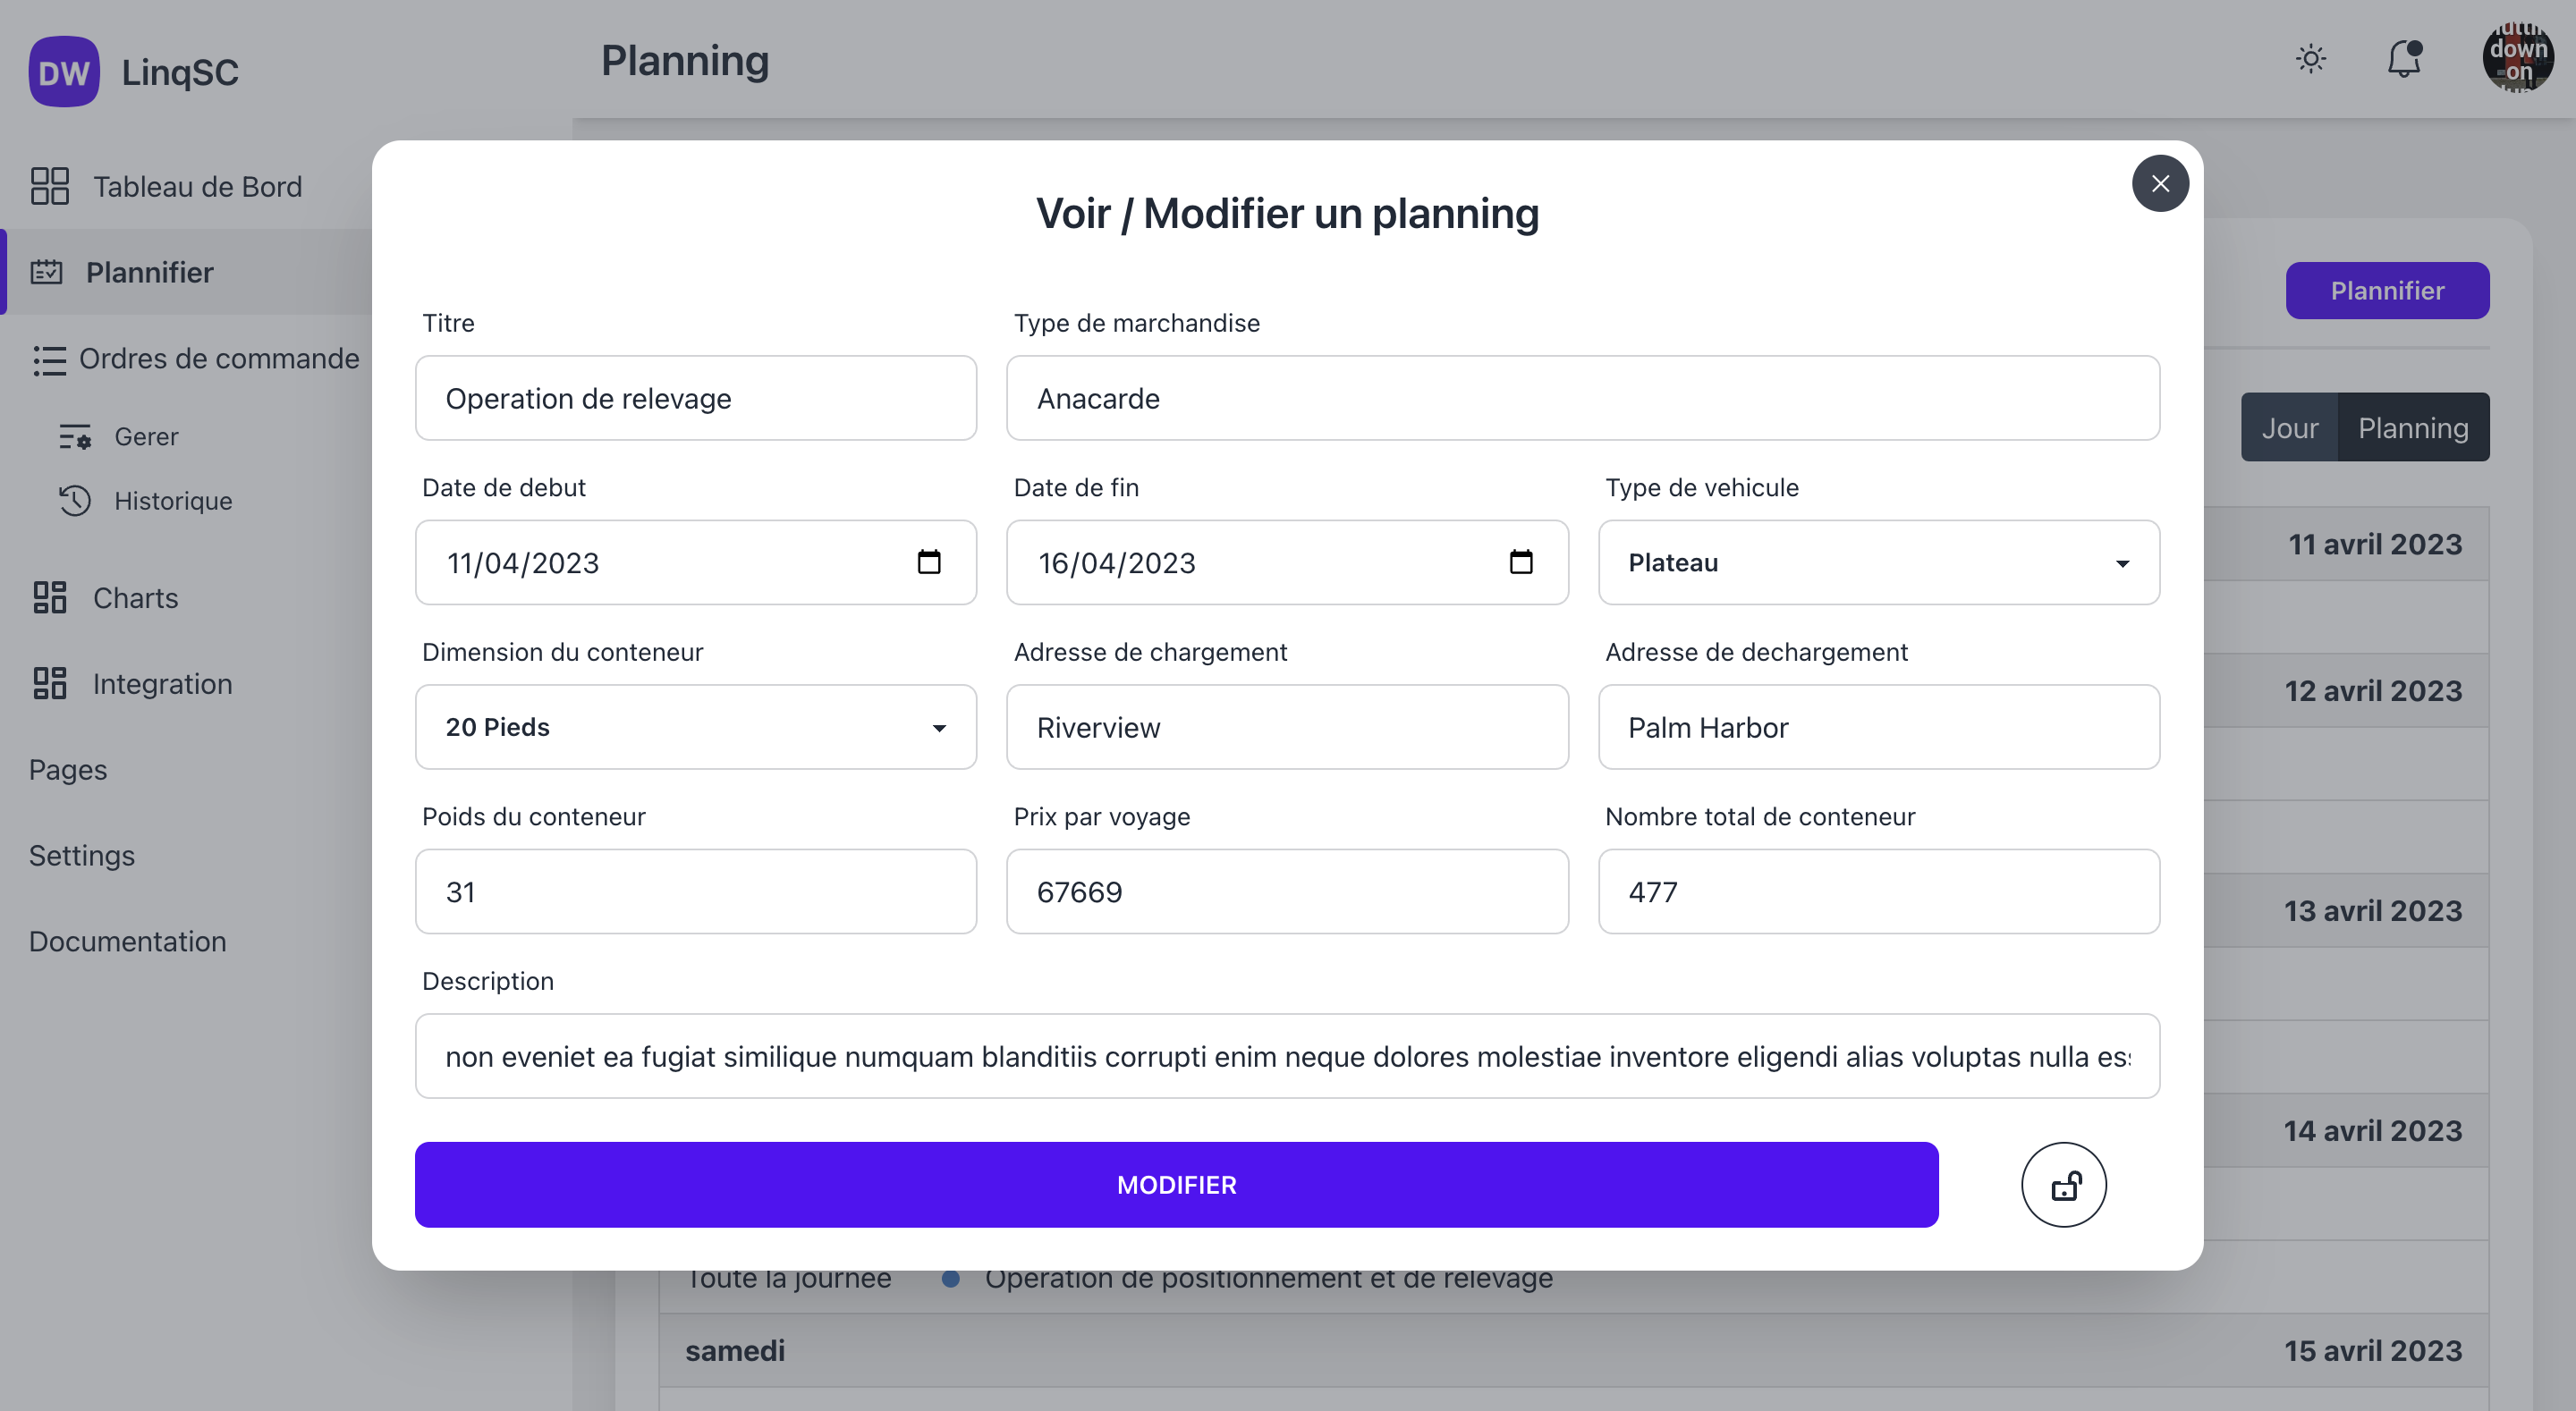 DW LinqSC
Planning
down
on
Tableau de Bord
Plannifier
Ordres de commande
Gerer
Historique
Charts
Integration
Pages
Settings
Documentation
Voir / Modifier un planning
Titre
Type de marchandise
Operation de relevage
Anacarde
Date de debut
Date de fin
Type de vehicule
11/04/2023
16/04/2023
Plateau
Dimension du conteneur
Adresse de chargement
Adresse de dechargement
20 Pieds
Riverview
Palm Harbor
Poids du conteneur
Prix par voyage
Nombre total de conteneur
31
67669
477
Description
non eveniet ea fugiat similique numquam blanditiis corrupti enim neque dolores molestiae inventore eligendi alias voluptas nulla
MODIFIER
Plannifier
Jour Planning
11 avril 2023
12 avril 2023
13 avril 2023
14 avril 2023
Toute la journée Operation de positionnement et de relevage
samedi 15 avril 2023